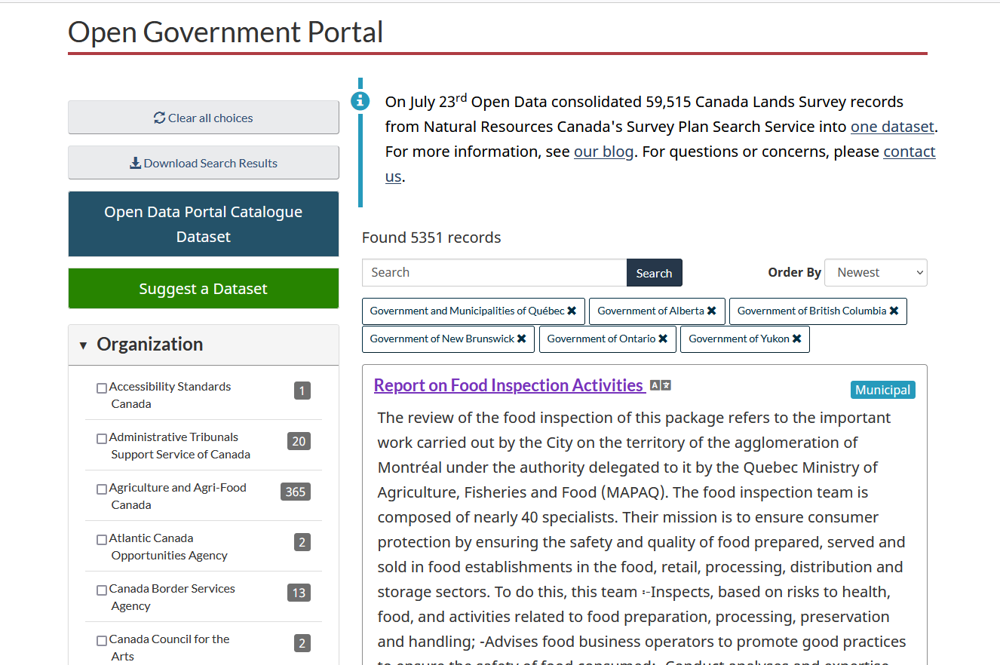 Open Government Portal
Clear all choices
Download Search Results
Open Data Portal Catalogue
Dataset
Suggest a Dataset
Organization
Accessibility Standards
Canada
1
Administrative Tribunals
Support Service of Canada
20
Agriculture and Agri-Food
Canada
365
Atlantic Canada
Opportunities Agency
2
Canada Border Services
Agency
13
Canada Council for the
Arts
2
On July 23rd Open Data consolidated 59,515 Canada Lands Survey records
from Natural Resources Canada's Survey Plan Search Service into one dataset.
For more information, see our blog. For questions or concerns, please contact
us.
Found 5351 records
Search
Search
Order By
Newest
Government and Municipalities of Québec ✖ Government of Alberta ✖ Government of British Columbia ✖
Government of New Brunswick ✖ Government of Ontario ✖ Government of Yukon ✖
Report on Food Inspection Activities
Municipal
The review of the food inspection of this package refers to the important
work carried out by the City on the territory of the agglomeration of
Montréal under the authority delegated to it by the Quebec Ministry of
Agriculture, Fisheries and Food (MAPAQ). The food inspection team is
composed of nearly 40 specialists. Their mission is to ensure consumer
protection by ensuring the safety and quality of food prepared, served and
sold in food establishments in the food, retail, processing, distribution and
storage sectors. To do this, this team :-Inspects, based on risks to health,
food, and activities related to food preparation, processing, preservation
and handling; -Advises food business operators to promote good practices
to ensure the safety of food consumed;- Conduct analyses and expertise